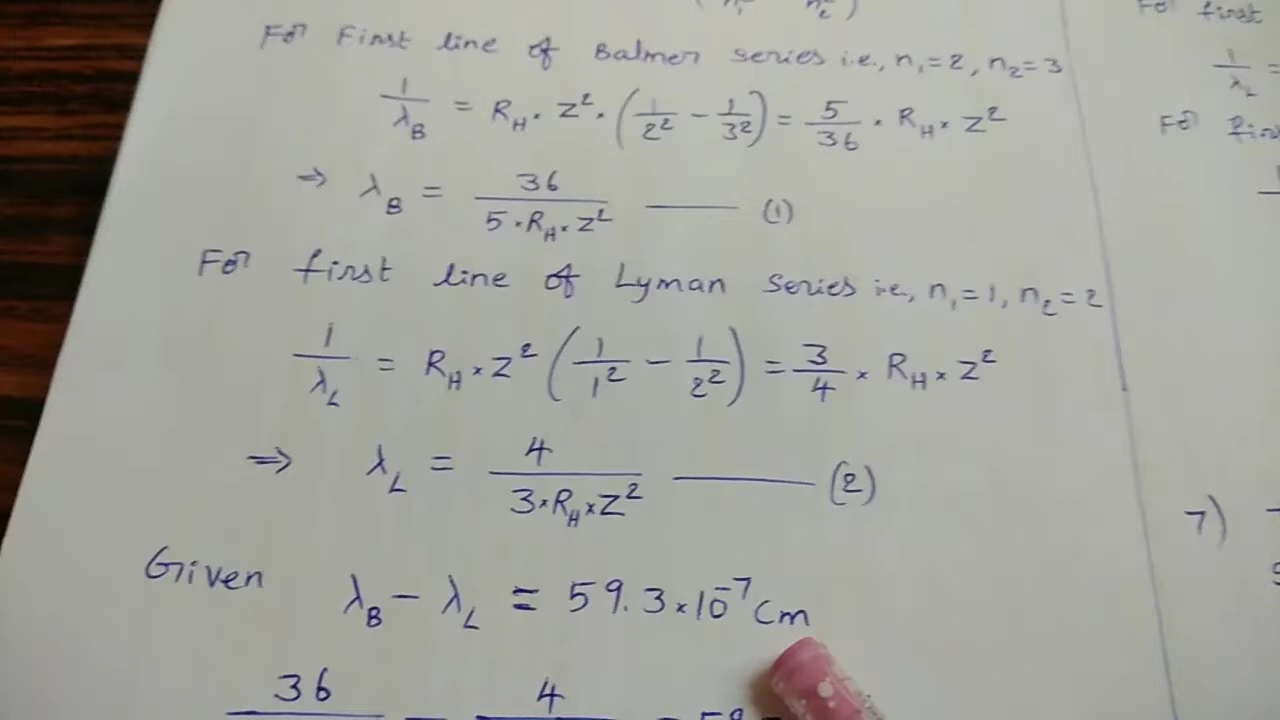 For First line of Balmer series i.e., n₁=2, n₂=3
1/λ_B = R_H × Z² × (1/2² − 1/3²) = 5/36 × R_H × Z²
⇒ λ_B = 36/(5×R_H×Z²) —— (1)
For first line of Lyman series i.e., n₁=1, n₂=2
1/λ_L = R_H × Z² (1/1² − 1/2²) = 3/4 × R_H × Z²
⇒ λ_L = 4/(3×R_H×Z²) —— (2)
Given λ_B − λ_L = 59.3×10⁻⁷ cm
36 4
For first
1/λ_L =
For
7)